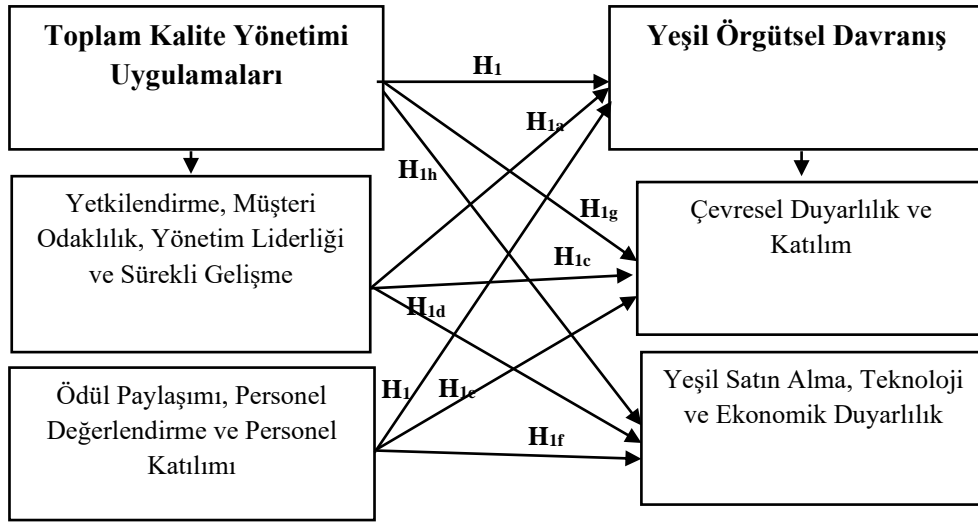 Toplam Kalite Yönetimi
Uygulamaları
Yeşil Örgütsel Davranış
H1
H1a
H1h
H1g
Yetkilendirme, Müşteri
Odaklılık, Yönetim Liderliği
ve Sürekli Gelişme
Çevresel Duyarlılık ve
Katılım
H1c
H1d
H1
H1e
H1f
Ödül Paylaşımı, Personel
Değerlendirme ve Personel
Katılımı
Yeşil Satın Alma, Teknoloji
ve Ekonomik Duyarlılık